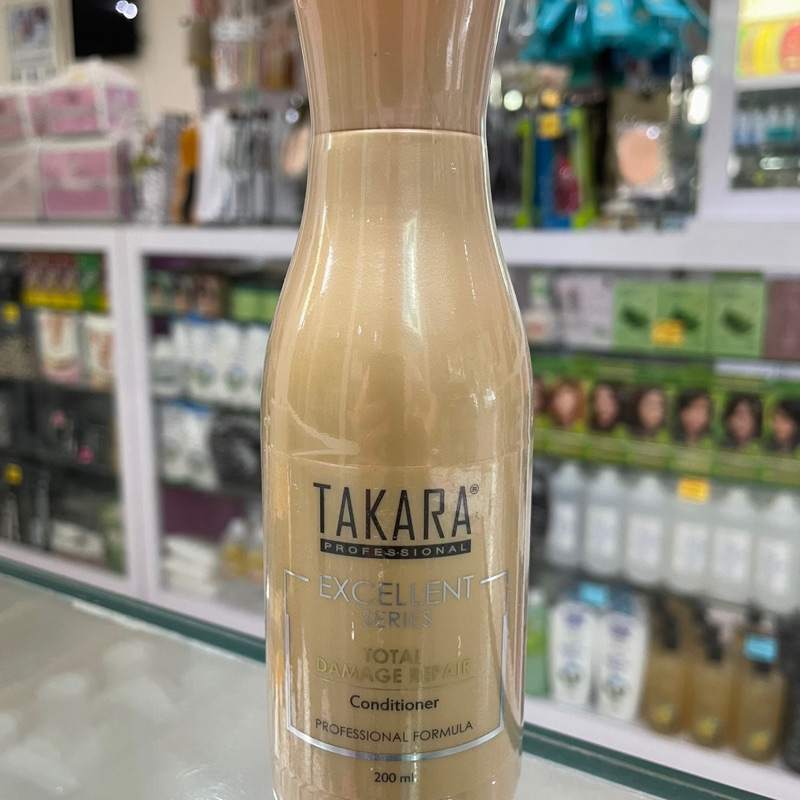 TAKARA®
PROFESSIONAL
EXCELLENT
SERIES
TOTAL
DAMAGE REPAIR
Conditioner
PROFESSIONAL FORMULA
200 ml